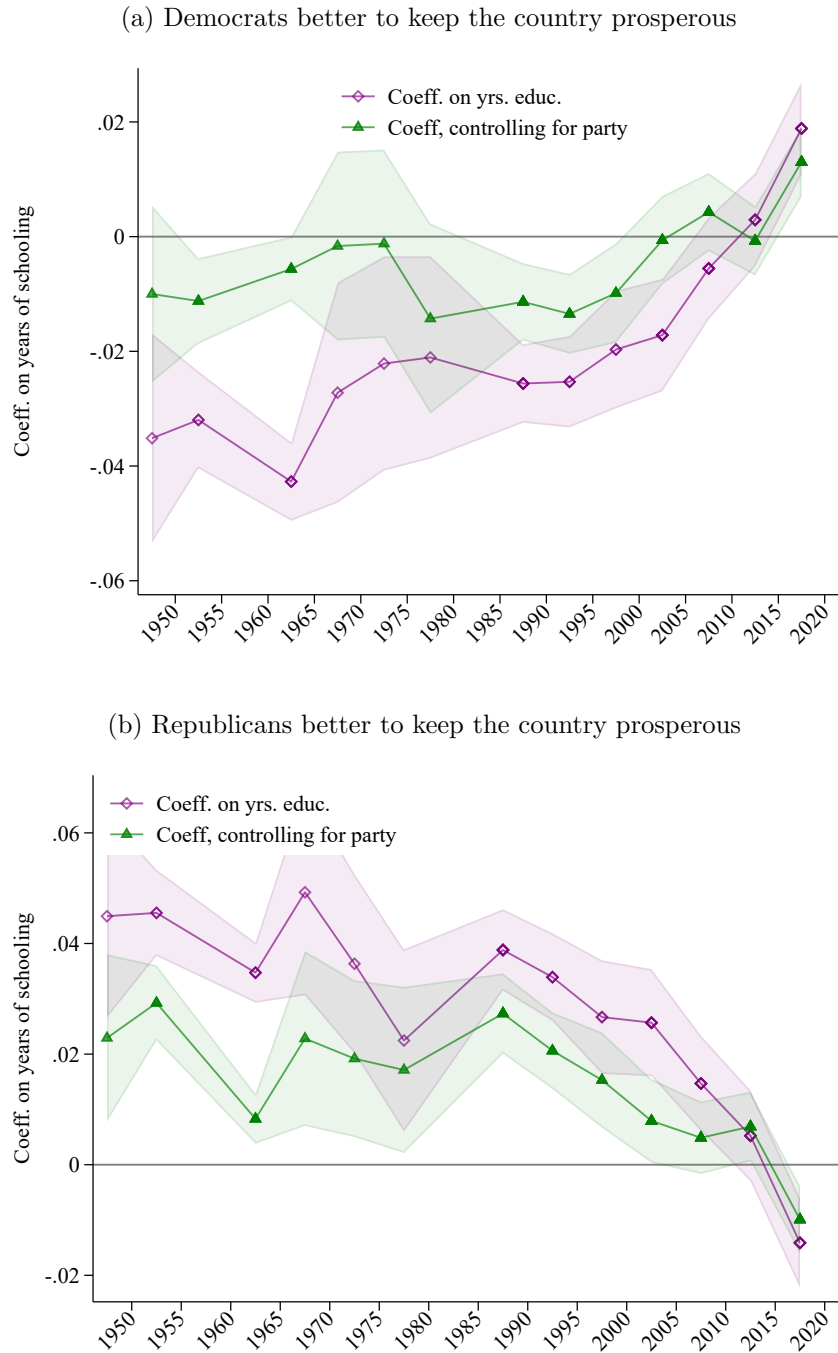 (a) Democrats better to keep the country prosperous
Coeff. on yrs. educ.
Coeff, controlling for party
Coeff. on years of schooling
.02
0
-.02
-.04
-.06
1950 1955 1960 1965 1970 1975 1980 1985 1990 1995 2000 2005 2010 2015 2020
(b) Republicans better to keep the country prosperous
Coeff. on yrs. educ.
Coeff, controlling for party
Coeff. on years of schooling
.06
.04
.02
0
-.02
1950 1955 1960 1965 1970 1975 1980 1985 1990 1995 2000 2005 2010 2015 2020